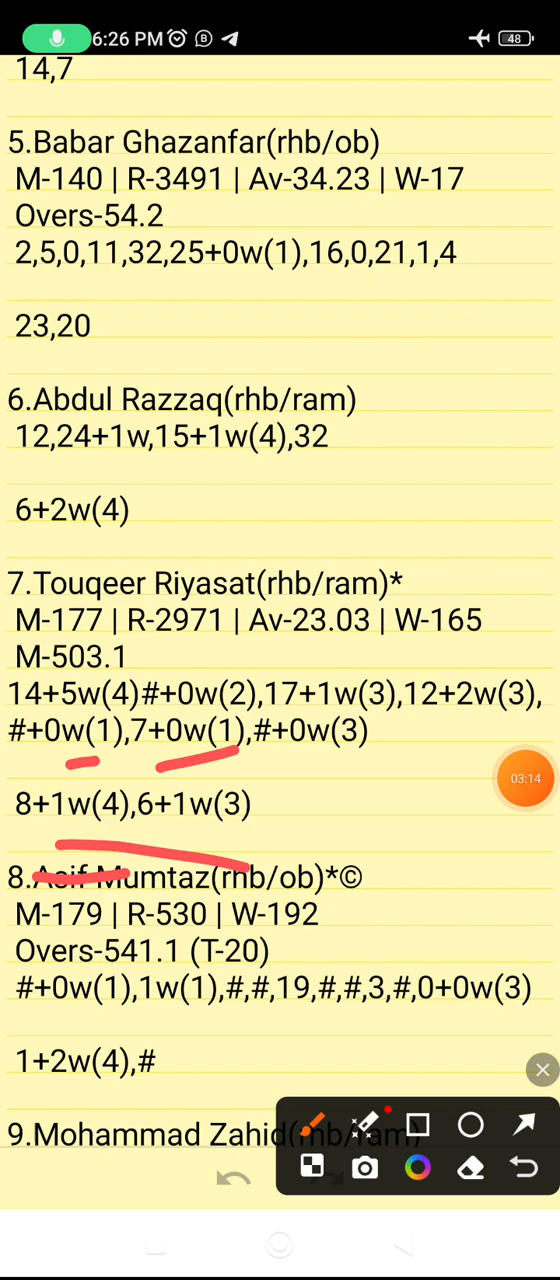 6:26 PM
B
48
14,7
5.Babar Ghazanfar(rhb/ob)
M-140 | R-3491 | Av-34.23 | W-17
Overs-54.2
2,5,0,11,32,25+0w(1),16,0,21,1,4
23,20
6.Abdul Razzaq(rhb/ram)
12,24+1w,15+1w(4),32
6+2w(4)
7.Touqeer Riyasat(rhb/ram)*
M-177 | R-2971 | Av-23.03 | W-165
M-503.1
14+5w(4)#+0w(2),17+1w(3),12+2w(3),
#+0w(1),7+0w(1),#+0w(3)
03:14
8+1w(4),6+1w(3)
8.Asif Mumtaz(rhb/ob)*©
M-179 | R-530 | W-192
Overs-541.1 (T-20)
#+0w(1),1w(1),#,#,19,#,#,3,#,0+0w(3)
1+2w(4),#
9.Mohammad Zahid(rhb/ram)